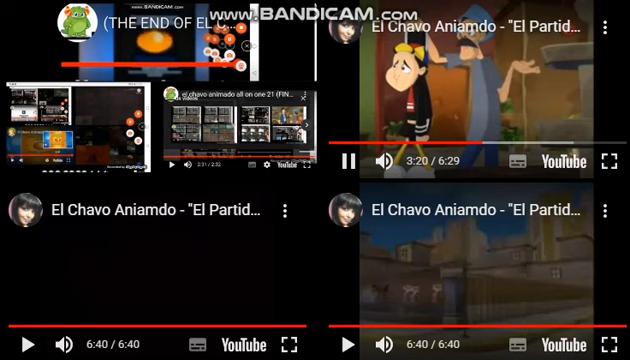 www.BANDICAM.com
(THE END OF EL C
El Chavo Aniamdo - "El Partid...
el chavo animado all on one 21 (FIN
2:31 / 2:32
YouTube
3:20 / 6:29
YouTube
El Chavo Aniamdo - "El Partid...
El Chavo Aniamdo - "El Partid...
6:40 / 6:40
YouTube
6:40 / 6:40
YouTube